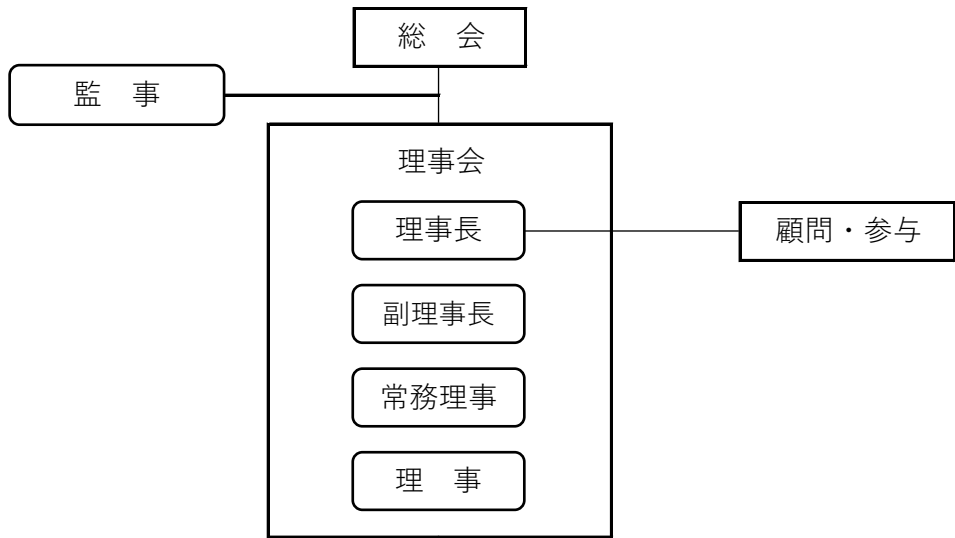 総　会
監　事
理事会
理事長
顧問・参与
副理事長
常務理事
理　事